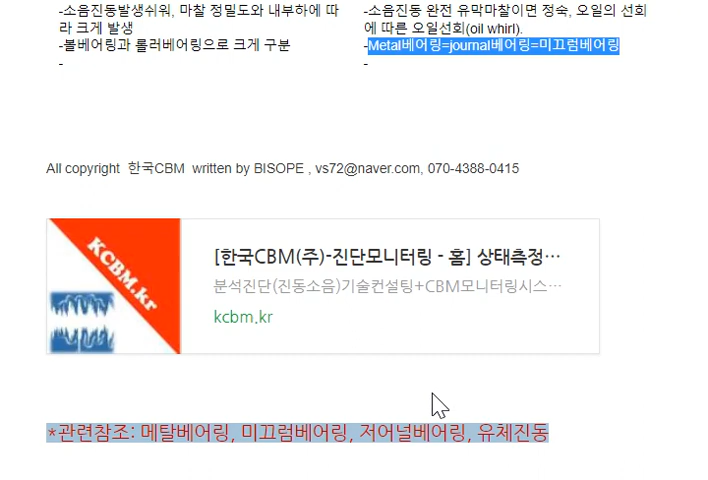 -소음진동발생쉬워, 마찰 정밀도와 내부하에 따
라 크게 발생
-볼베어링과 롤러베어링으로 크게 구분
-
-소음진동 완전 유막마찰이면 정숙, 오일의 선회
에 따른 오일선회(oil whirl).
-Metal베어링=journal베어링=미끄럼베어링
-
All copyright 한국CBM written by BISOPE , vs72@naver.com, 070-4388-0415
KCBM.kr
[한국CBM(주)-진단모니터링 - 홈] 상태측정…
분석진단(진동소음)기술컨설팅+CBM모니터링시스…
kcbm.kr
*관련참조: 메탈베어링, 미끄럼베어링, 저어널베어링, 유체진동